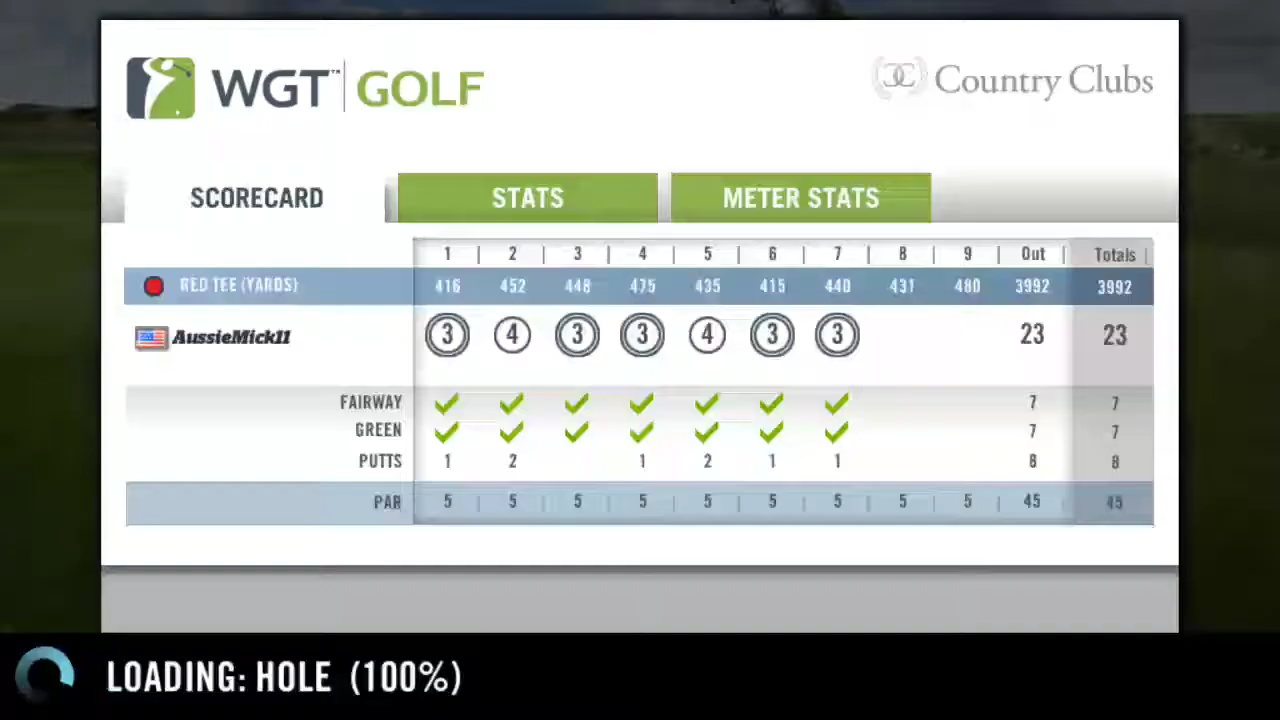 WGT™ GOLF
Country Clubs
SCORECARD STATS METER STATS
1 | 2 | 3 | 4 | 5 | 6 | 7 | 8 | 9 | Out | Totals |
RED TEE (YARDS) 416 452 448 475 435 415 440 431 480 3992 3992
AussieMick11 3 4 3 3 4 3 3 23 23
FAIRWAY 7 7
GREEN 7 7
PUTTS 1 2 1 2 1 1 8 8
PAR 5 | 5 | 5 | 5 | 5 | 5 | 5 | 5 | 5 | 45 | 45
LOADING: HOLE (100%)